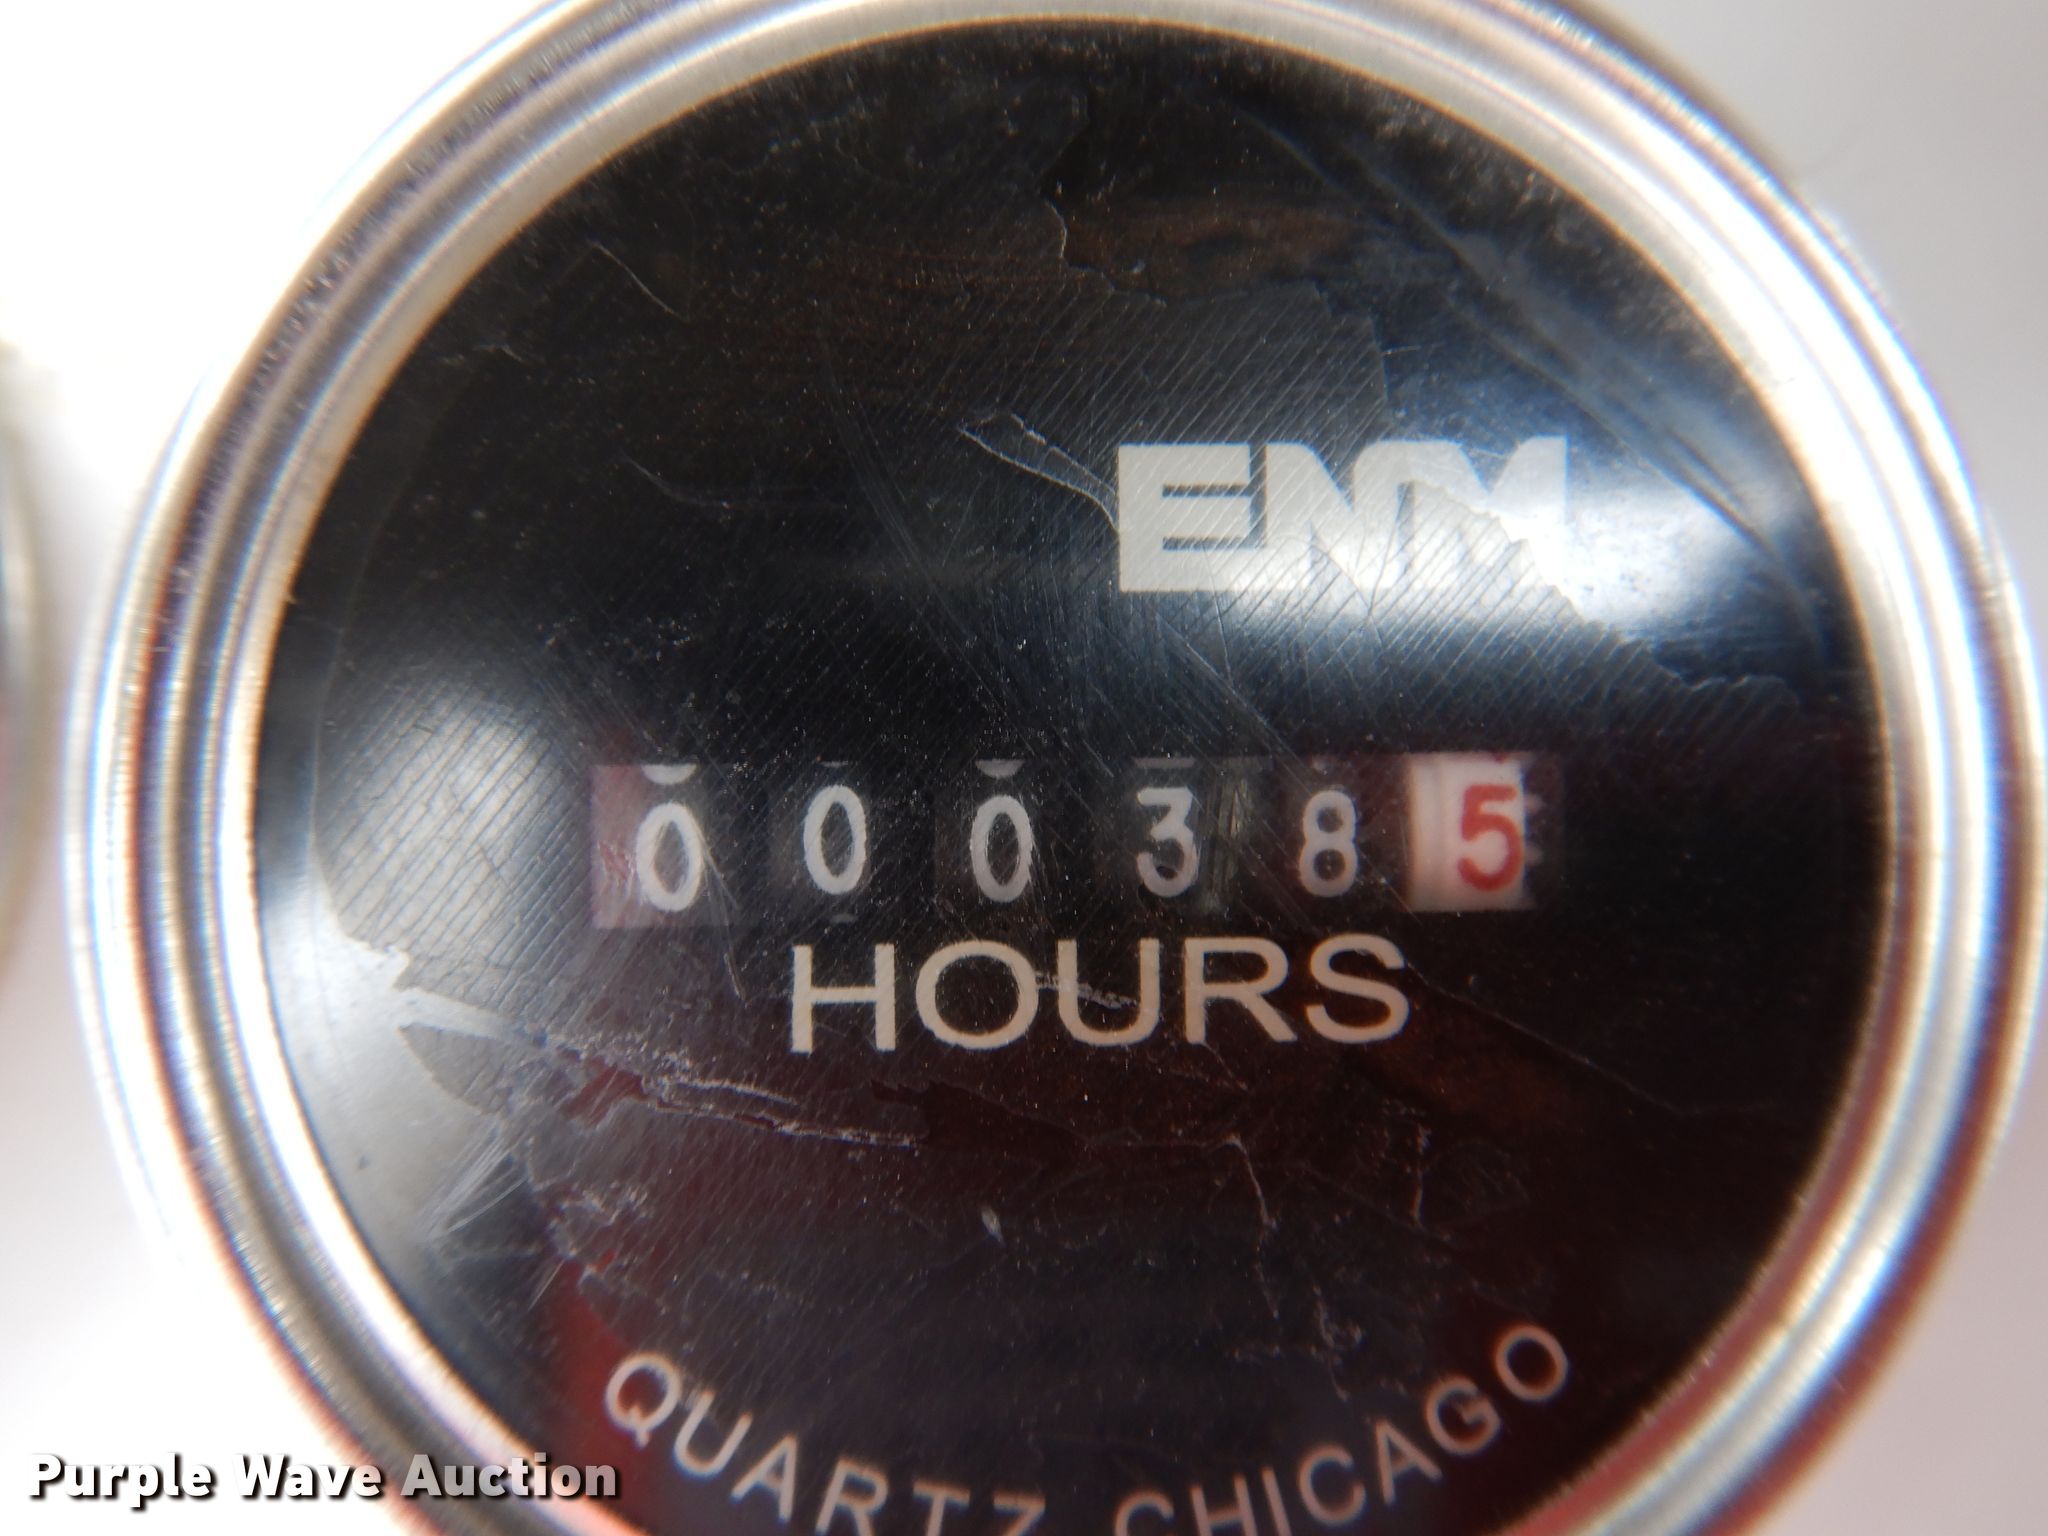 ENM
000385
HOURS
QUARTZ CHICAGO
Purple Wave Auction